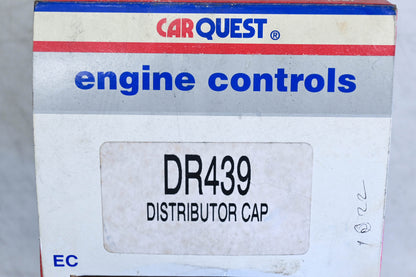 CARQUEST®
engine controls
DR439
DISTRIBUTOR CAP
EC